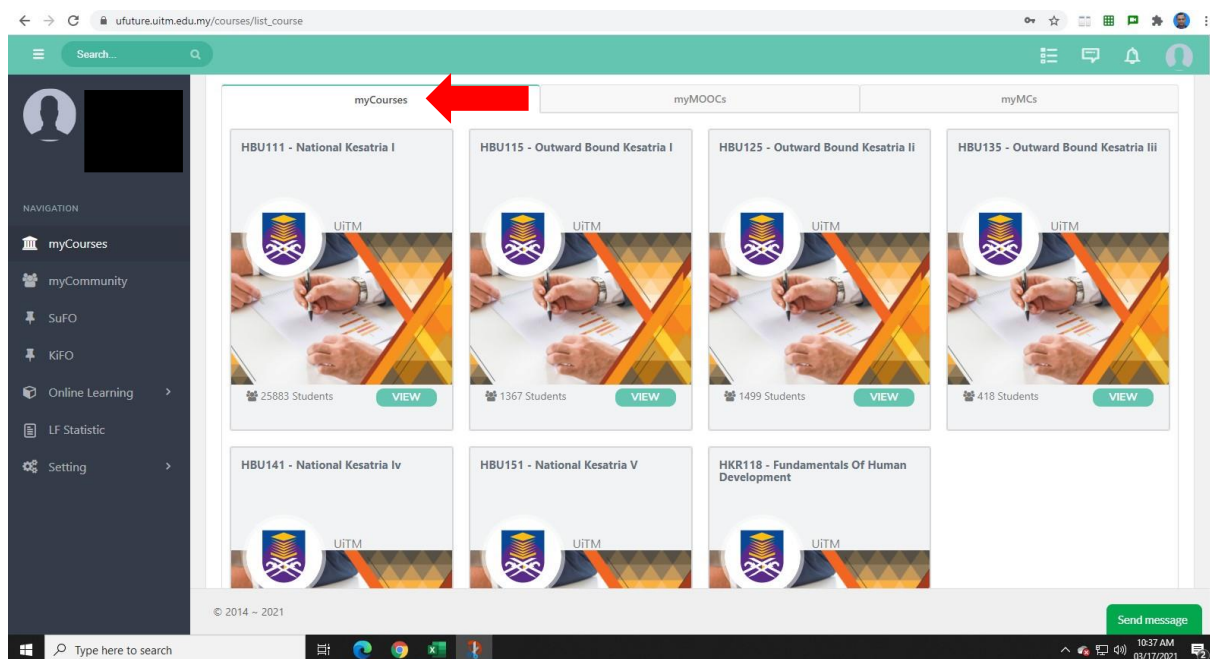 ufuture.uitm.edu.my/courses/list_course
Search...
NAVIGATION
myCourses
myCommunity
SuFO
KiFO
Online Learning
LF Statistic
Setting
myCourses
myMOOCs
myMCs
HBU111 - National Kesatria I
HBU115 - Outward Bound Kesatria I
HBU125 - Outward Bound Kesatria Ii
HBU135 - Outward Bound Kesatria Iii
UiTM
UiTM
UiTM
UiTM
25883 Students
VIEW
1367 Students
VIEW
1499 Students
VIEW
418 Students
VIEW
HBU141 - National Kesatria Iv
HBU151 - National Kesatria V
HKR118 - Fundamentals Of Human
Development
UiTM
UiTM
UiTM
© 2014 ~ 2021
Send message
Type here to search
10:37 AM
03/17/2021
2